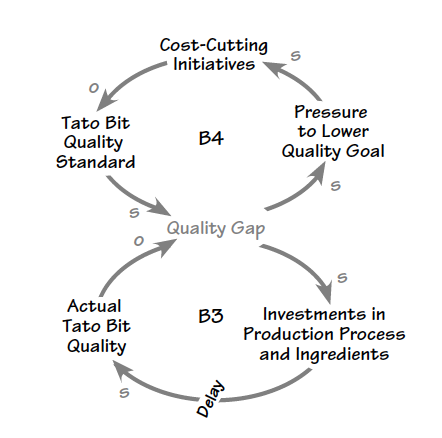 Cost-Cutting
Initiatives
s
o
Pressure
to Lower
Quality Goal
Tato Bit
Quality
Standard
B4
s
s
Quality Gap
o
s
Actual
Tato Bit
Quality
B3
Investments in
Production Process
and Ingredients
s
Delay